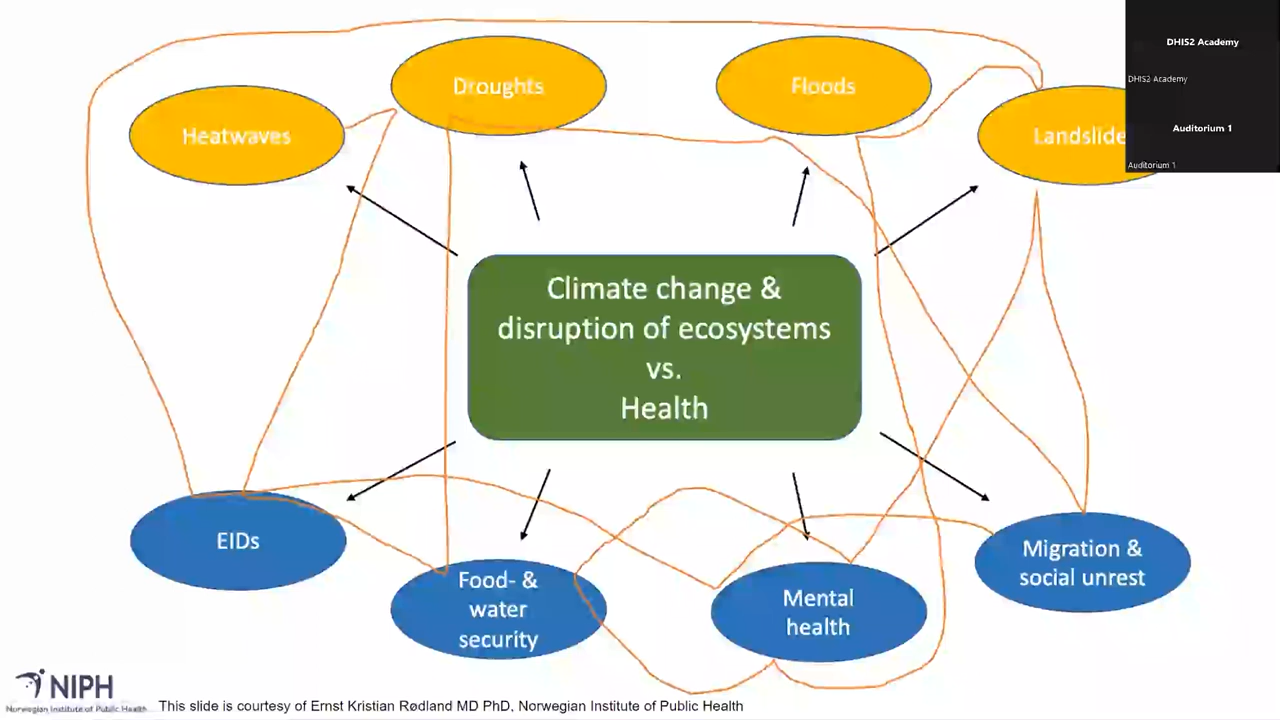 DHIS2 Academy
DHIS2 Academy
Auditorium 1
Auditorium 1
Droughts
Floods
Heatwaves
Landslide
Climate change &
disruption of ecosystems
vs.
Health
EIDs
Food- &
water
security
Mental
health
Migration &
social unrest
NIPH
Norwegian Institute of Public Health
This slide is courtesy of Ernst Kristian Rødland MD PhD, Norwegian Institute of Public Health